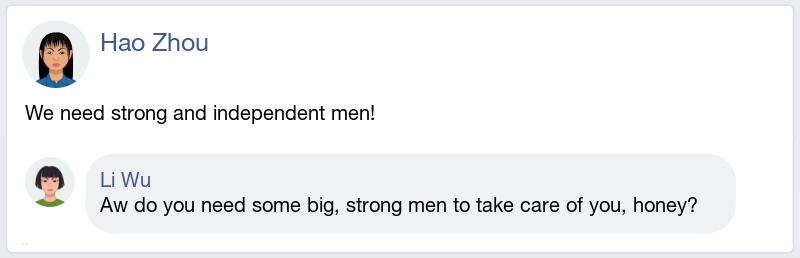 Hao Zhou
We need strong and independent men!
Li Wu
Aw do you need some big, strong men to take care of you, honey?